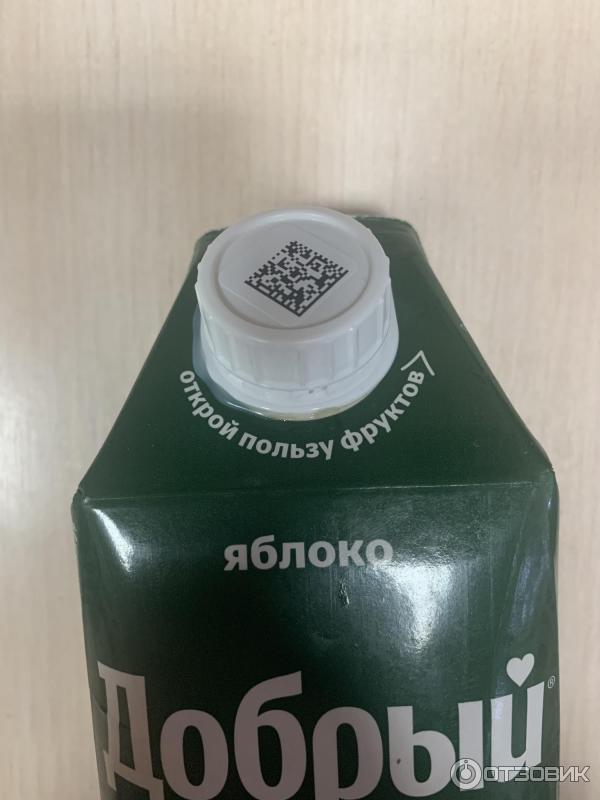 открой пользу фруктов
яблоко
Добрый®
ОТЗОВИК